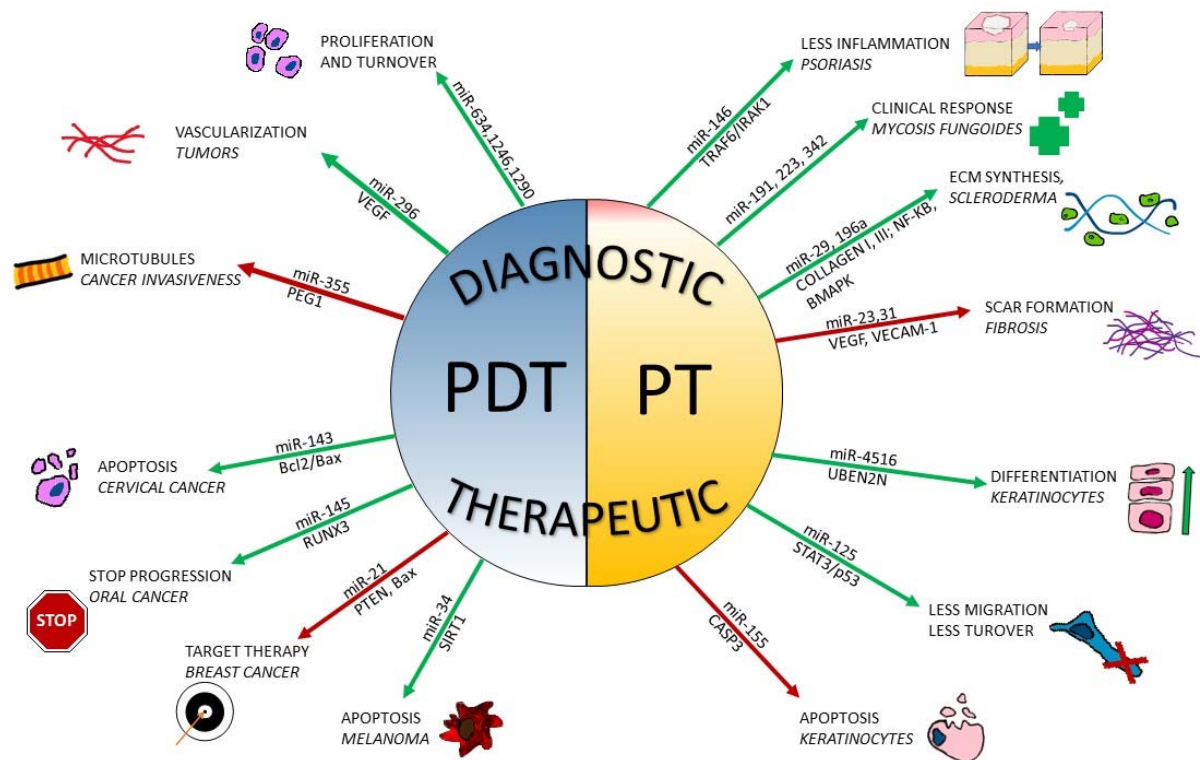 PROLIFERATION
AND TURNOVER
miR-634,1246,1290
VASCULARIZATION
TUMORS
miR-296
VEGF
MICROTUBULES
CANCER INVASIVENESS
miR-355
PEG1
LESS INFLAMMATION
PSORIASIS
miR-146
TRAF6/IRAK1
CLINICAL RESPONSE
MYCOSIS FUNGOIDES
miR-191, 223, 342
ECM SYNTHESIS,
SCLERODERMA
miR-29, 196a
COLLAGEN I, III; NF-KB,
BMAPK
SCAR FORMATION
FIBROSIS
miR-23,31
VEGF, VECAM-1
DIAGNOSTIC
PDT PT
THERAPEUTIC
miR-143
Bcl2/Bax
APOPTOSIS
CERVICAL CANCER
miR-145
RUNX3
STOP PROGRESSION
ORAL CANCER
STOP
miR-21
PTEN, Bax
TARGET THERAPY
BREAST CANCER
miR-34
SIRT1
APOPTOSIS
MELANOMA
miR-4516
UBEN2N
DIFFERENTIATION
KERATINOCYTES
miR-125
STAT3/p53
LESS MIGRATION
LESS TUROVER
miR-155
CASP3
APOPTOSIS
KERATINOCYTES